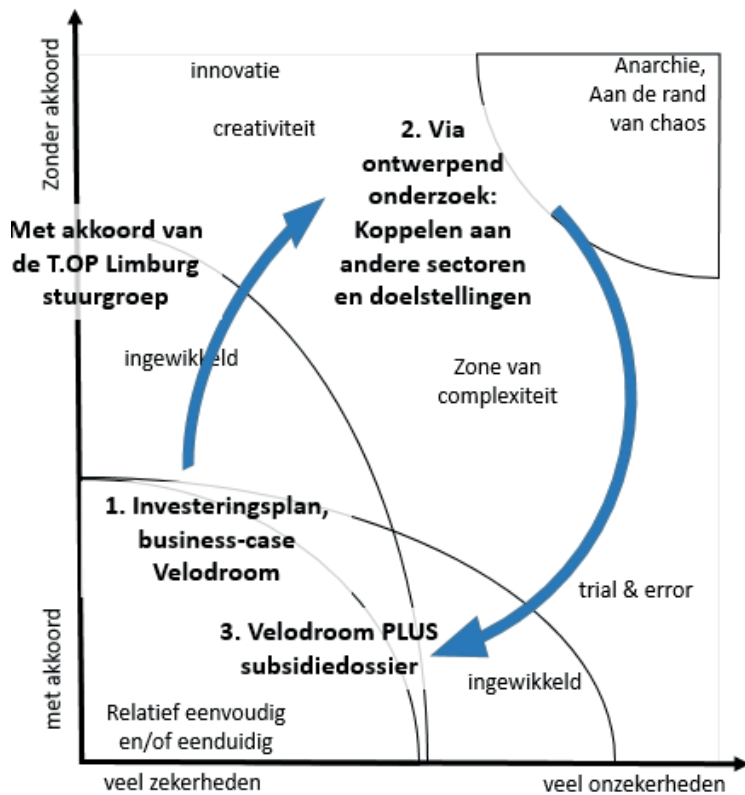 Zonder akkoord
innovatie
creativiteit
Anarchie,
Aan de rand
van chaos
2. Via
ontwerpend
onderzoek:
Koppelen aan
andere sectoren
en doelstellingen
Met akkoord van
de T.OP Limburg
stuurgroep
ingewikkeld
Zone van
complexiteit
1. Investeringsplan,
business-case
Velodroom
trial & error
3. Velodroom PLUS
subsidiedossier
ingewikkeld
met akkoord
Relatief eenvoudig
en/of eenduidig
veel zekerheden
veel onzekerheden